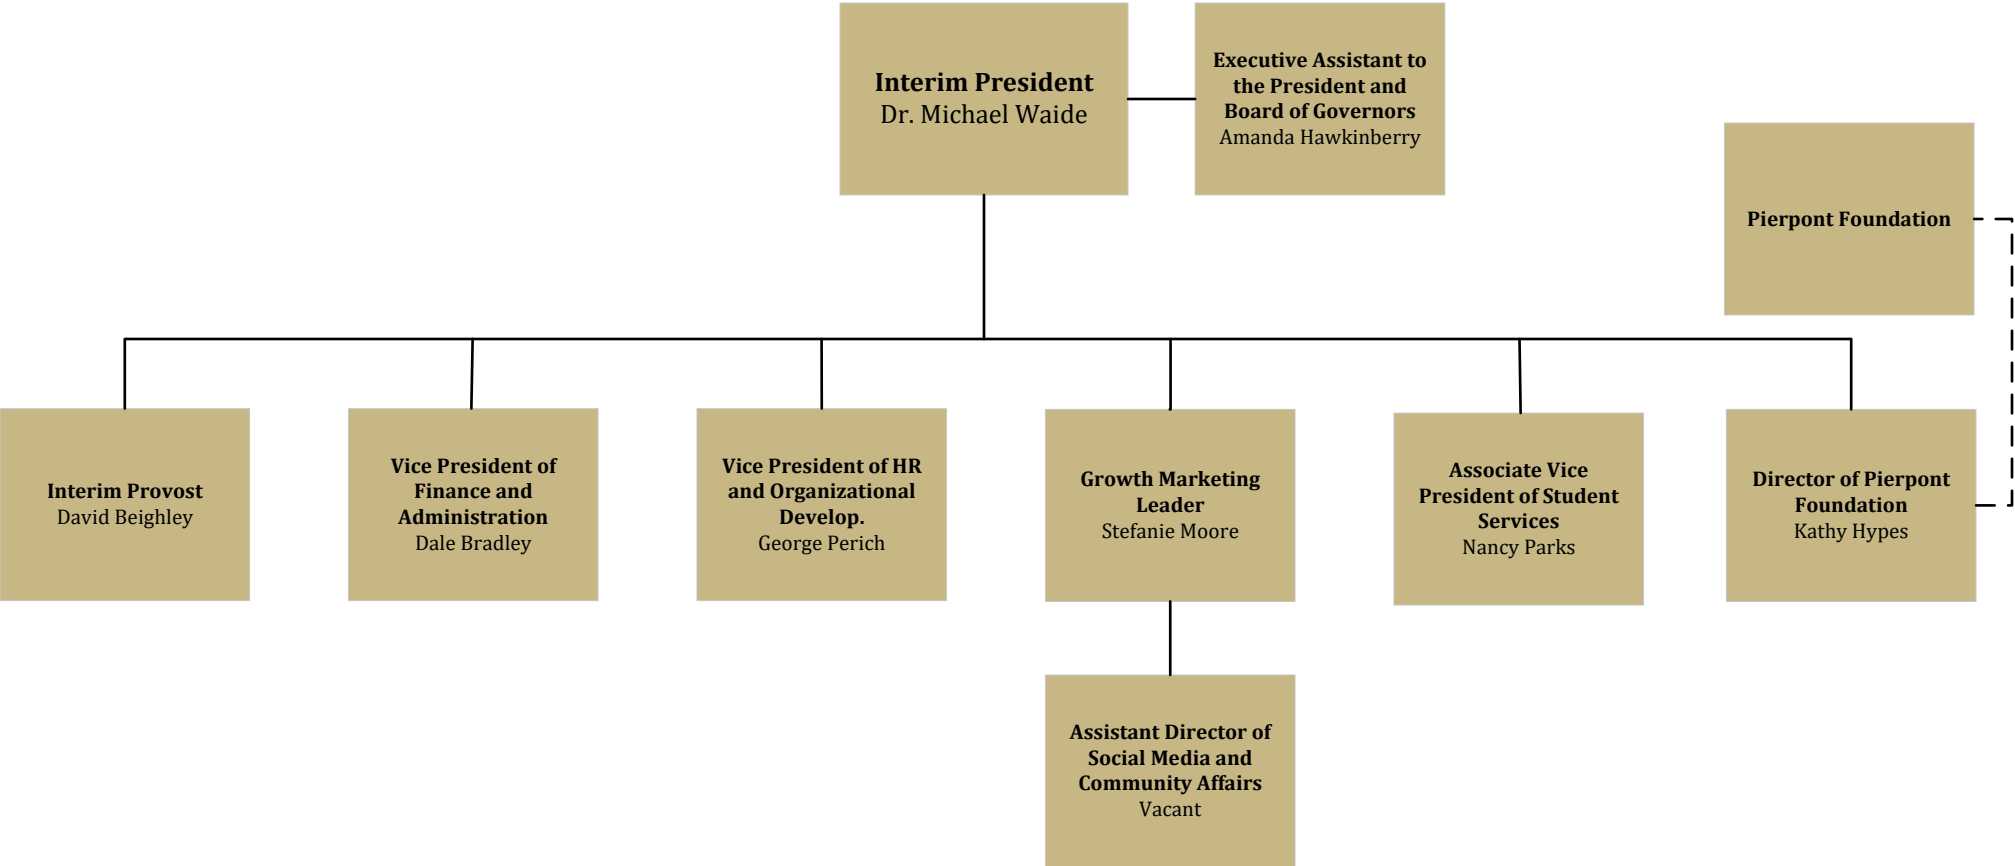 Interim President
Dr. Michael Waide
Executive Assistant to
the President and
Board of Governors
Amanda Hawkinberry
Pierpont Foundation
Interim Provost
David Beighley
Vice President of
Finance and
Administration
Dale Bradley
Vice President of HR
and Organizational
Develop.
George Perich
Growth Marketing
Leader
Stefanie Moore
Associate Vice
President of Student
Services
Nancy Parks
Director of Pierpont
Foundation
Kathy Hypes
Assistant Director of
Social Media and
Community Affairs
Vacant